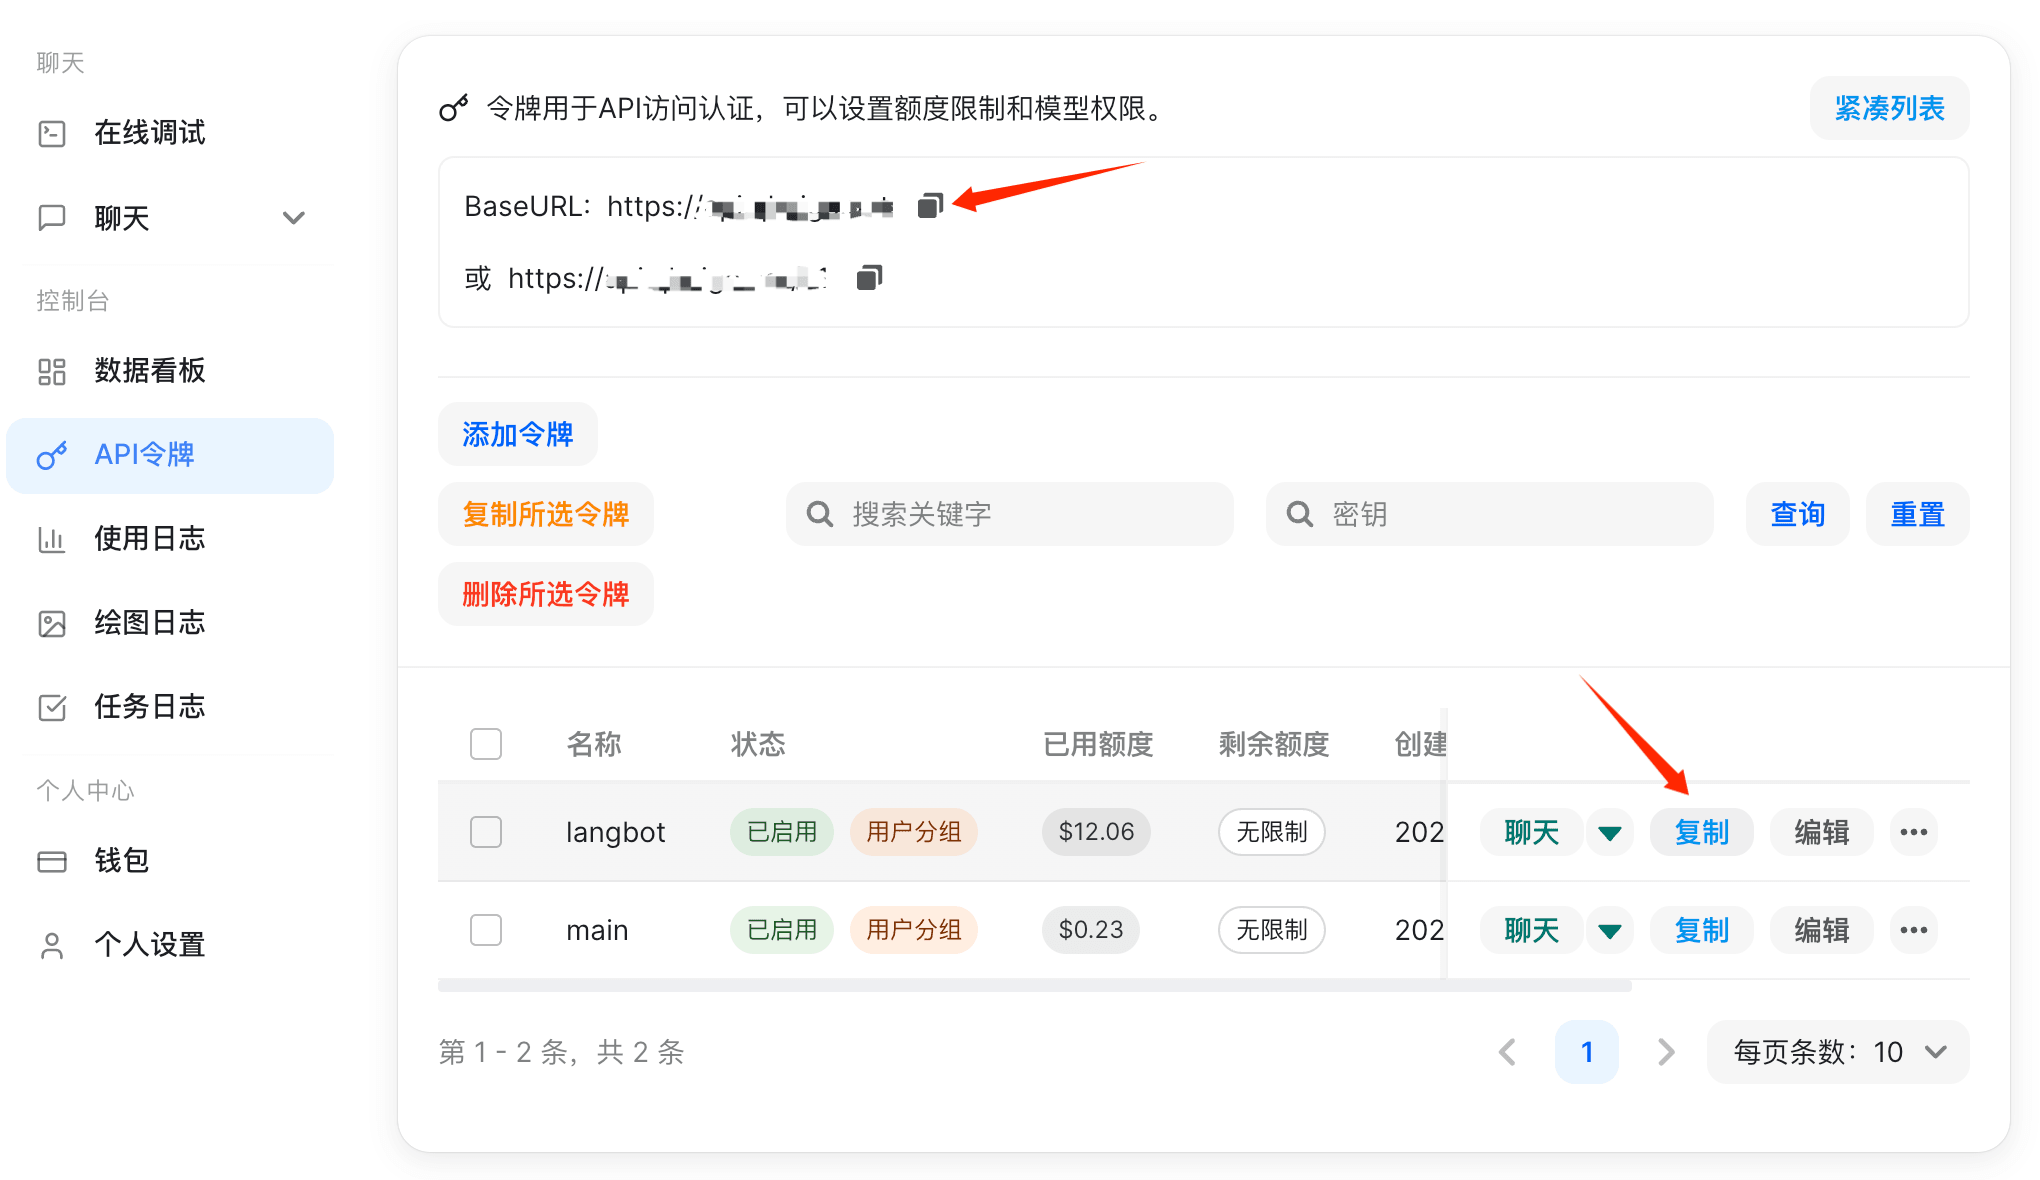 聊天
在线调试
聊天
控制台
数据看板
API令牌
使用日志
绘图日志
任务日志
个人中心
钱包
个人设置
令牌用于API访问认证，可以设置额度限制和模型权限。
紧凑列表
BaseURL: https://
或 https://
添加令牌
复制所选令牌
搜索关键字
密钥
查询
重置
删除所选令牌
名称 状态 已用额度 剩余额度 创建
langbot 已启用 用户分组 $12.06 无限制 202 聊天 复制 编辑
main 已启用 用户分组 $0.23 无限制 202 聊天 复制 编辑
第 1 - 2 条，共 2 条
1
每页条数：10